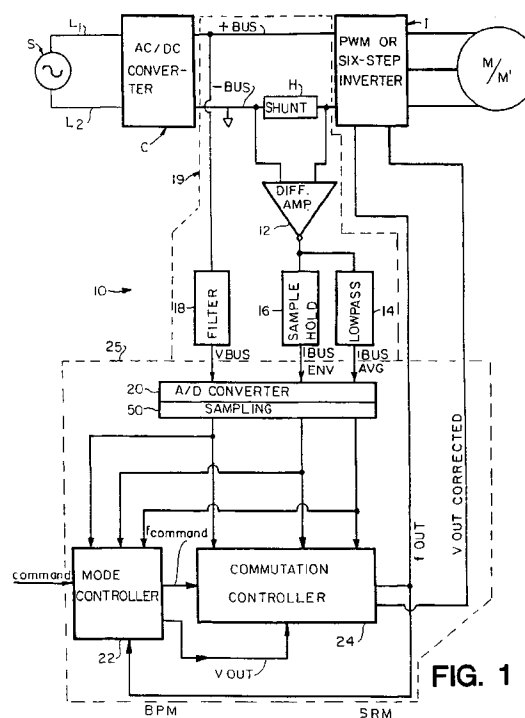 S
L1
L2
AC/DC
CONVER-
TER
C
+ BUS
- BUS
H
SHUNT
I
PWM OR
SIX-STEP
INVERTER
M/M'
19
DIFF.
AMP.
12
10
18
FILTER
16
SAMPLE
HOLD
LOWPASS
14
25
VBUS
IBUS
ENV
IBUS
AVG
20
A/D CONVERTER
50
SAMPLING
f OUT
V OUT CORRECTED
fcommand
command
MODE
CONTROLLER
22
COMMUTATION
CONTROLLER
24
V OUT
BPM
SRM
FIG. 1